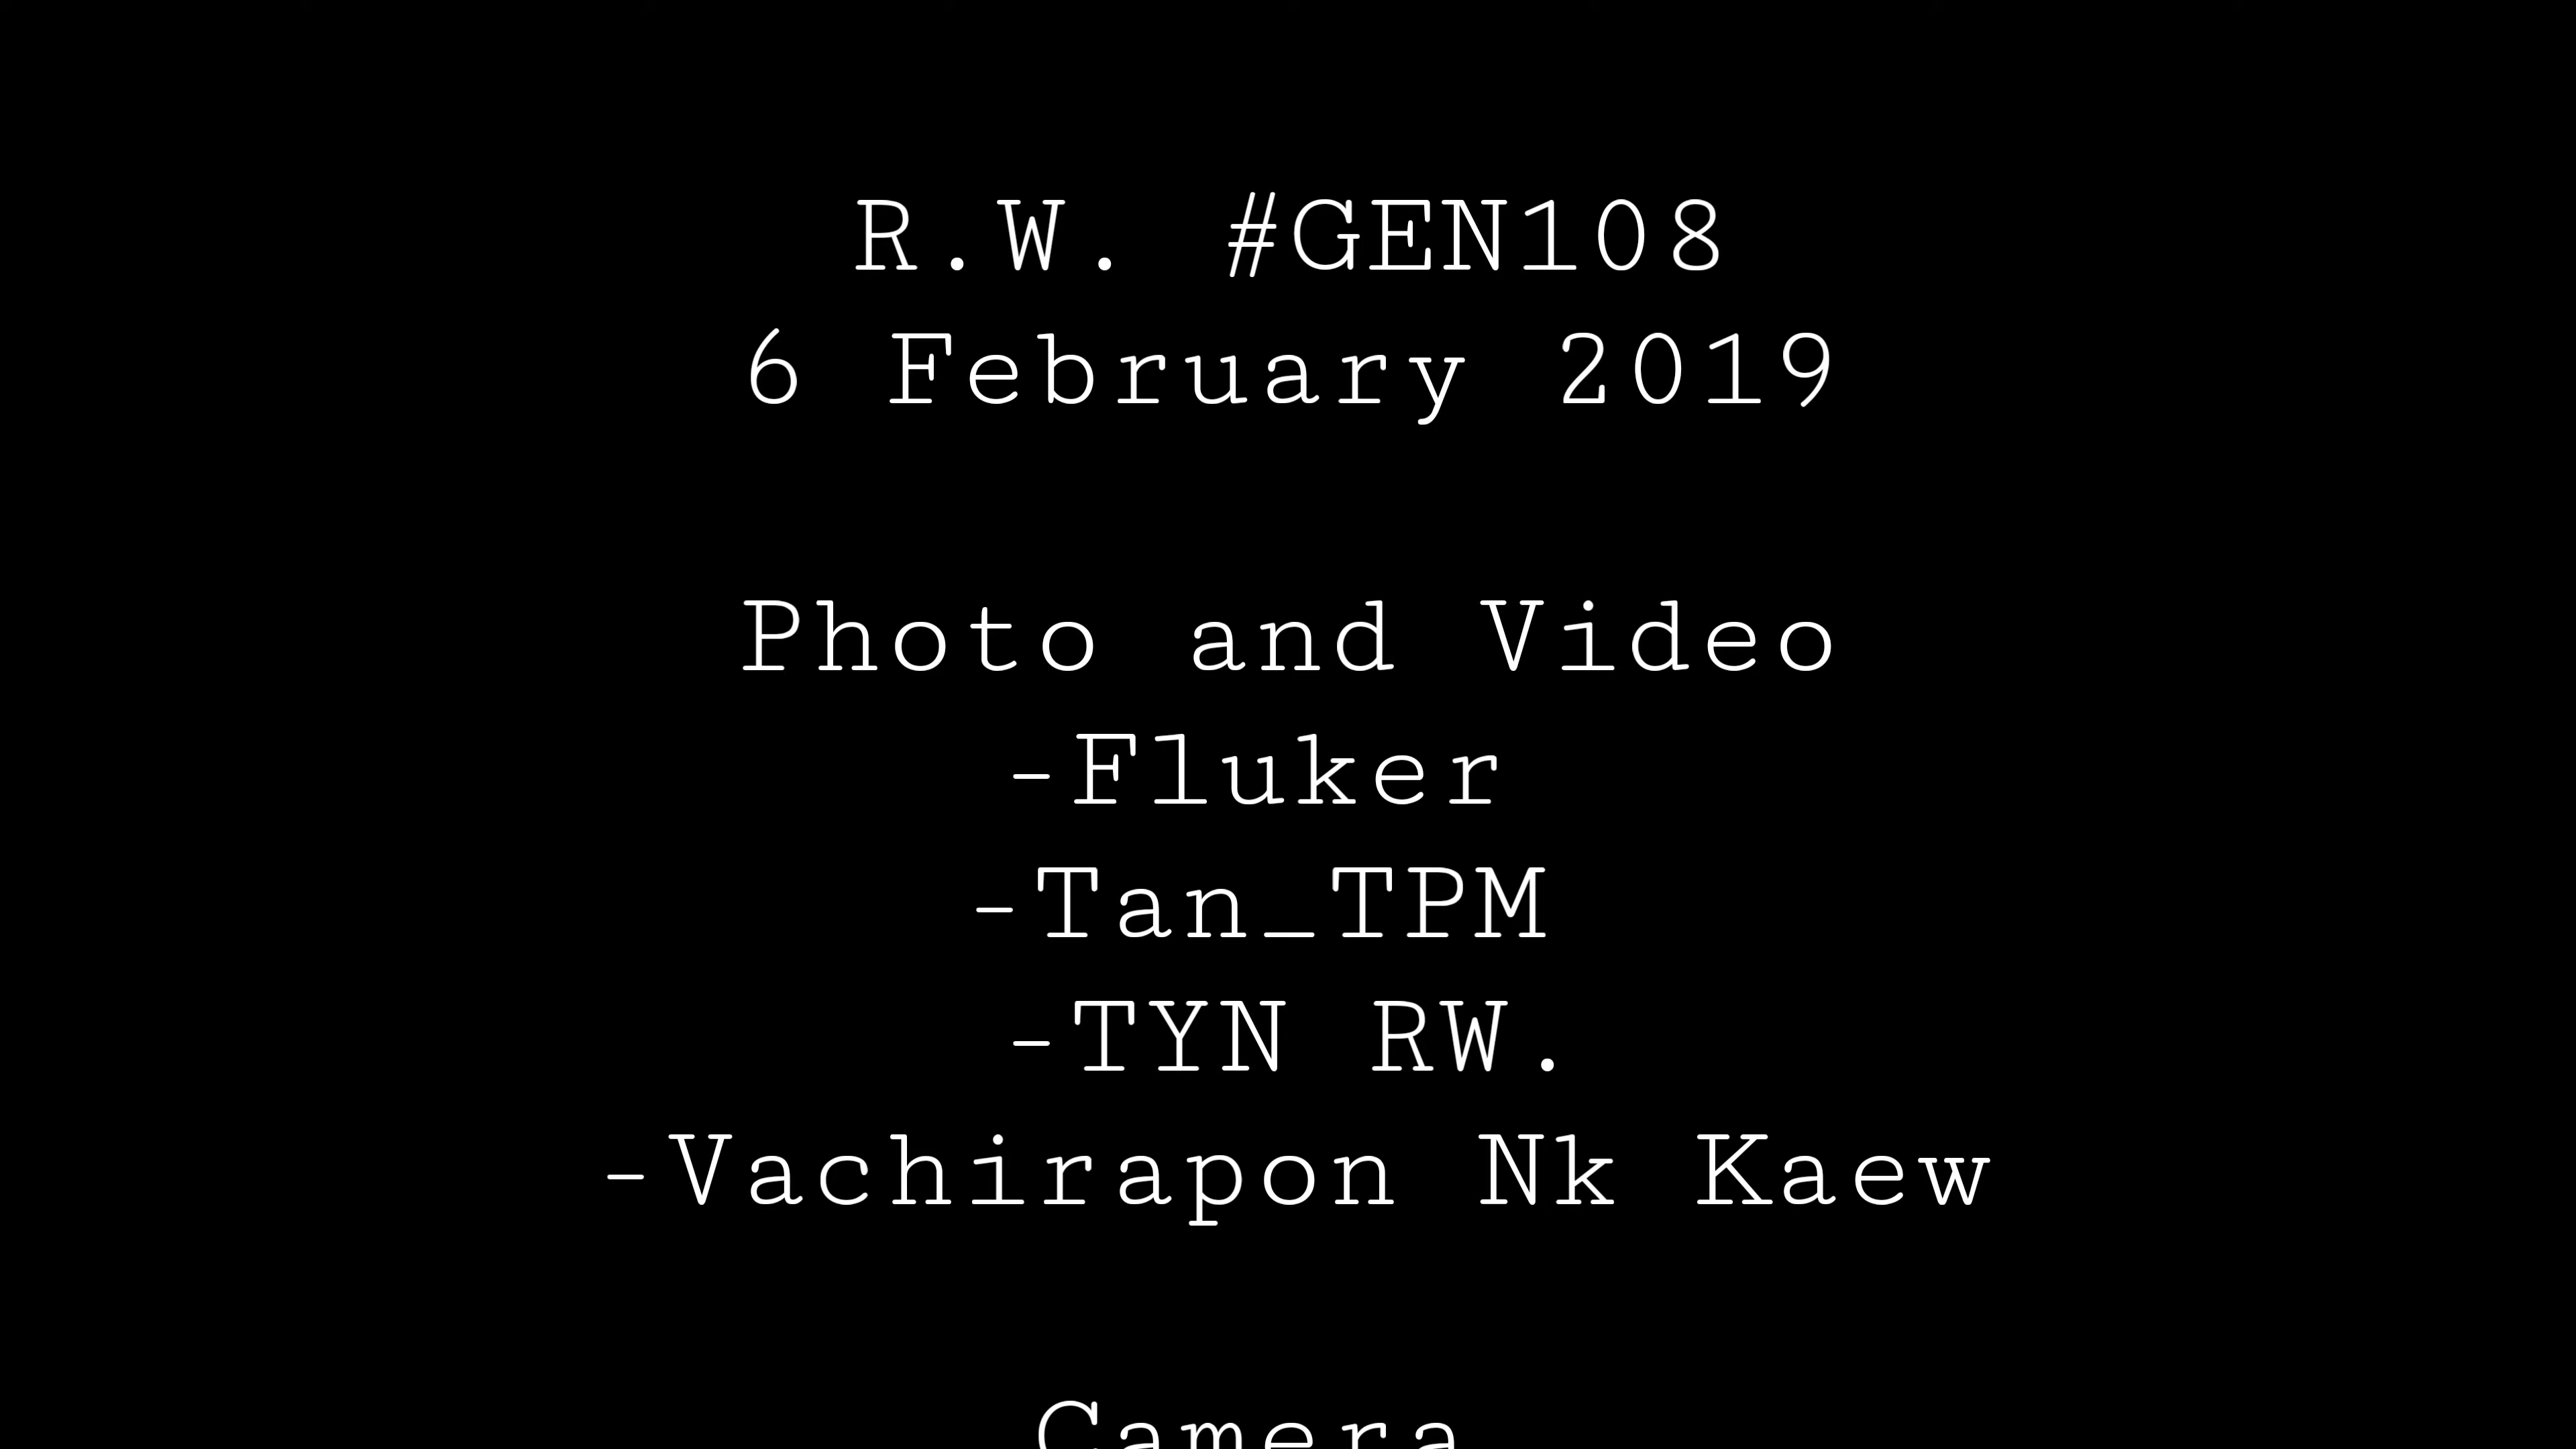 R.W. #GEN108
6 February 2019
Photo and Video
-Fluker
-Tan_TPM
-TYN RW.
-Vachirapon Nk Kaew
Camera